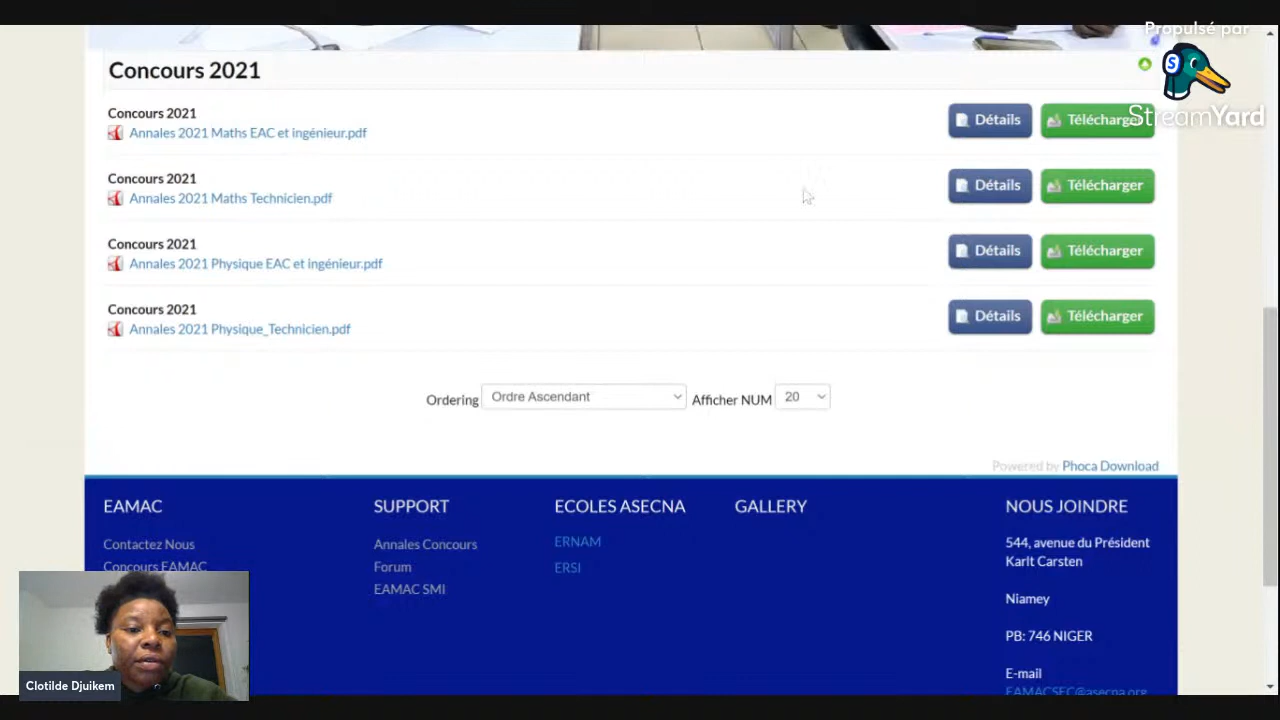 Propulsé par
StreamYard
Concours 2021
Concours 2021
Annales 2021 Maths EAC et ingénieur.pdf
Détails
Télécharger
Concours 2021
Annales 2021 Maths Technicien.pdf
Détails
Télécharger
Concours 2021
Annales 2021 Physique EAC et ingénieur.pdf
Détails
Télécharger
Concours 2021
Annales 2021 Physique_Technicien.pdf
Détails
Télécharger
Ordering
Ordre Ascendant
Afficher NUM
20
Powered by Phoca Download
EAMAC
Contactez Nous
Concours EAMAC
SUPPORT
Annales Concours
Forum
EAMAC SMI
ECOLES ASECNA
ERNAM
ERSI
GALLERY
NOUS JOINDRE
544, avenue du Président
Karlt Carsten
Niamey
PB: 746 NIGER
E-mail
EAMACSEC@asecna.org
Clotilde Djuikem